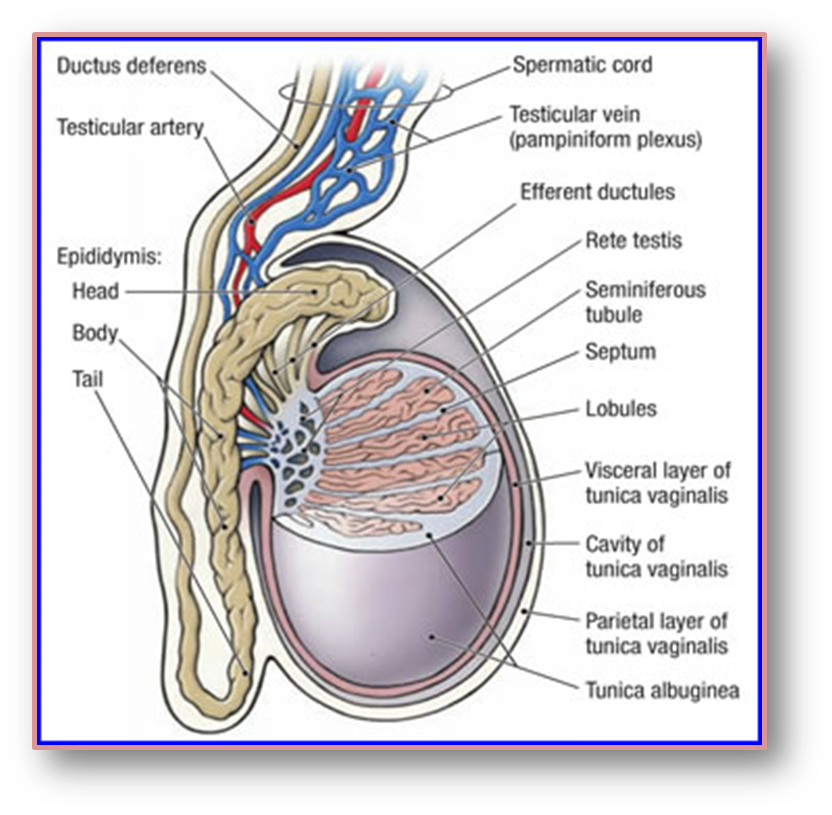 Ductus deferens
Testicular artery
Epididymis:
Head
Body
Tail
Spermatic cord
Testicular vein
(pampiniform plexus)
Efferent ductules
Rete testis
Seminiferous
tubule
Septum
Lobules
Visceral layer of
tunica vaginalis
Cavity of
tunica vaginalis
Parietal layer of
tunica vaginalis
Tunica albuginea